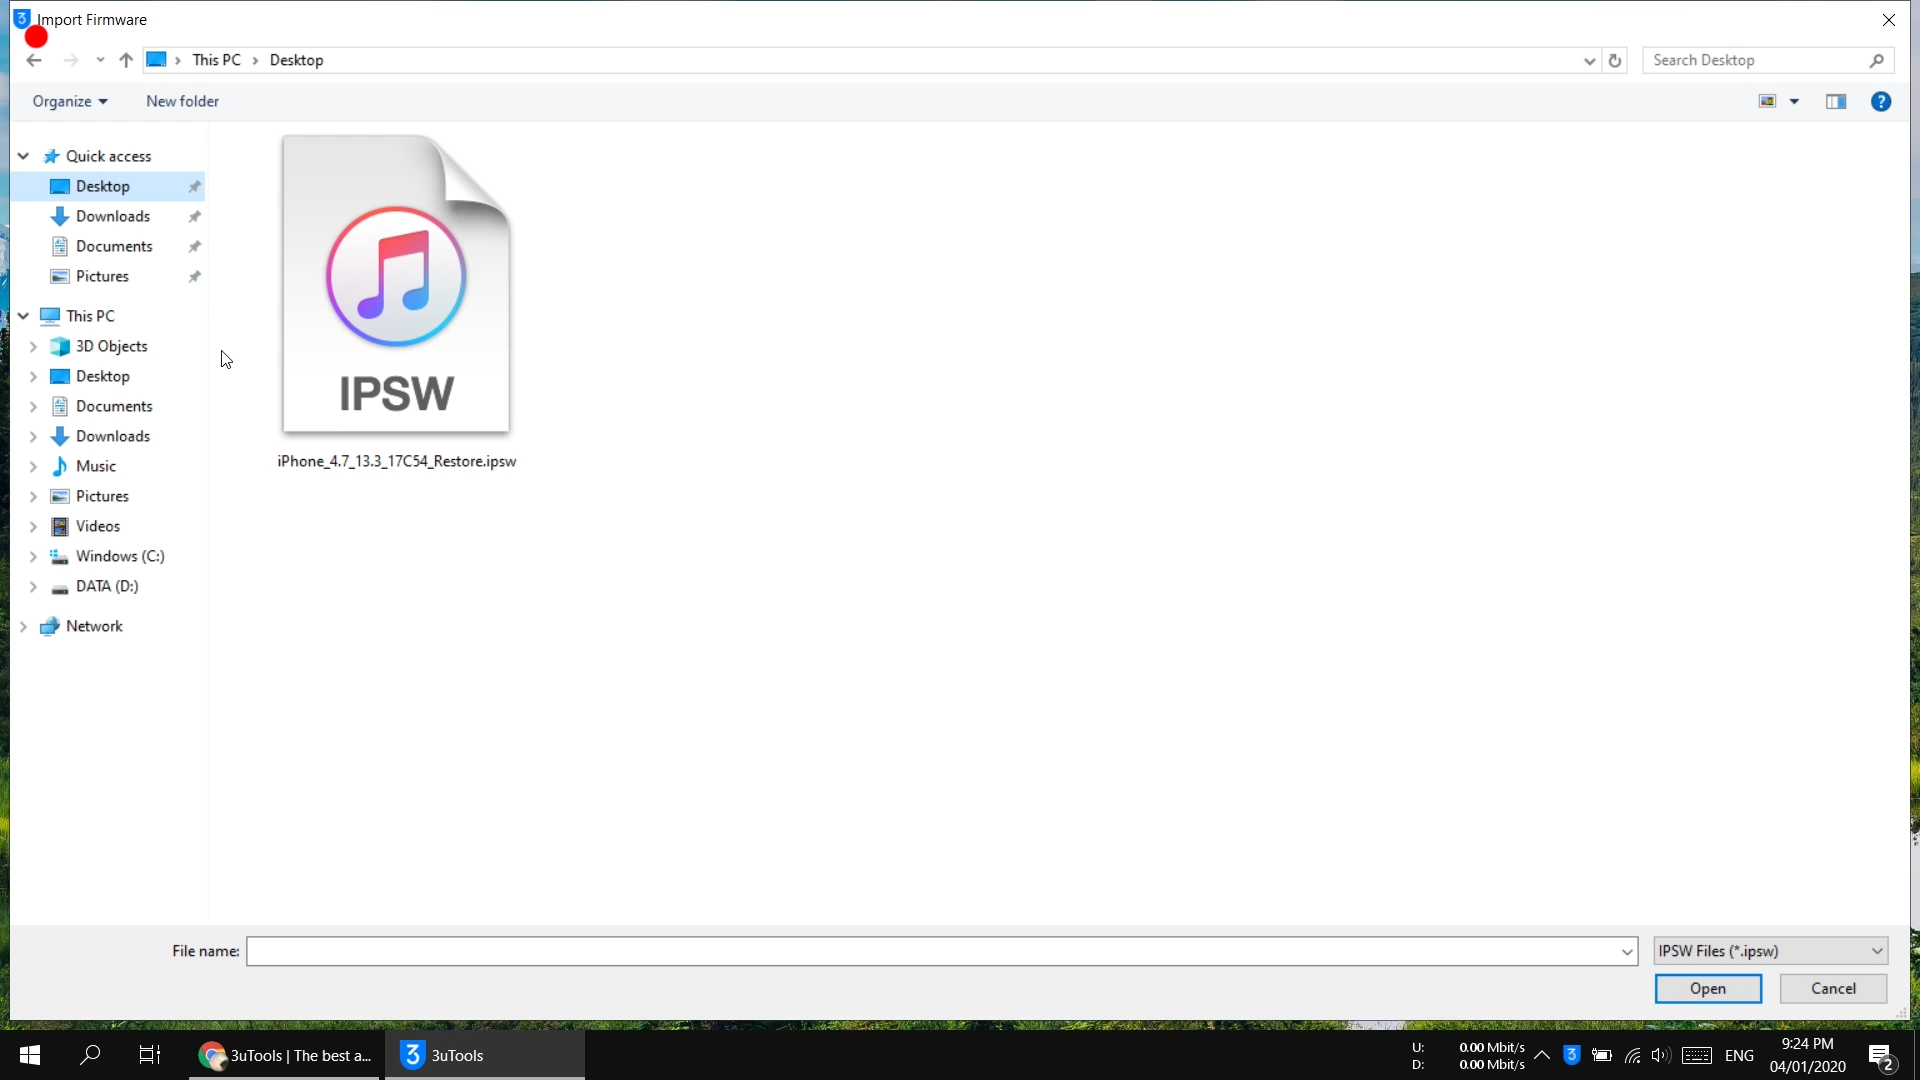 Import Firmware
This PC > Desktop
Search Desktop
Organize
New folder
Quick access
Desktop
Downloads
Documents
Pictures
This PC
3D Objects
Desktop
Documents
Downloads
Music
Pictures
Videos
Windows (C:)
DATA (D:)
Network
IPSW
iPhone_4.7_13.3_17C54_Restore.ipsw
File name:
IPSW Files (*.ipsw)
Open
Cancel
3uTools | The best a...
3uTools
U: 0.00 Mbit/s
D: 0.00 Mbit/s
ENG
9:24 PM
04/01/2020
2